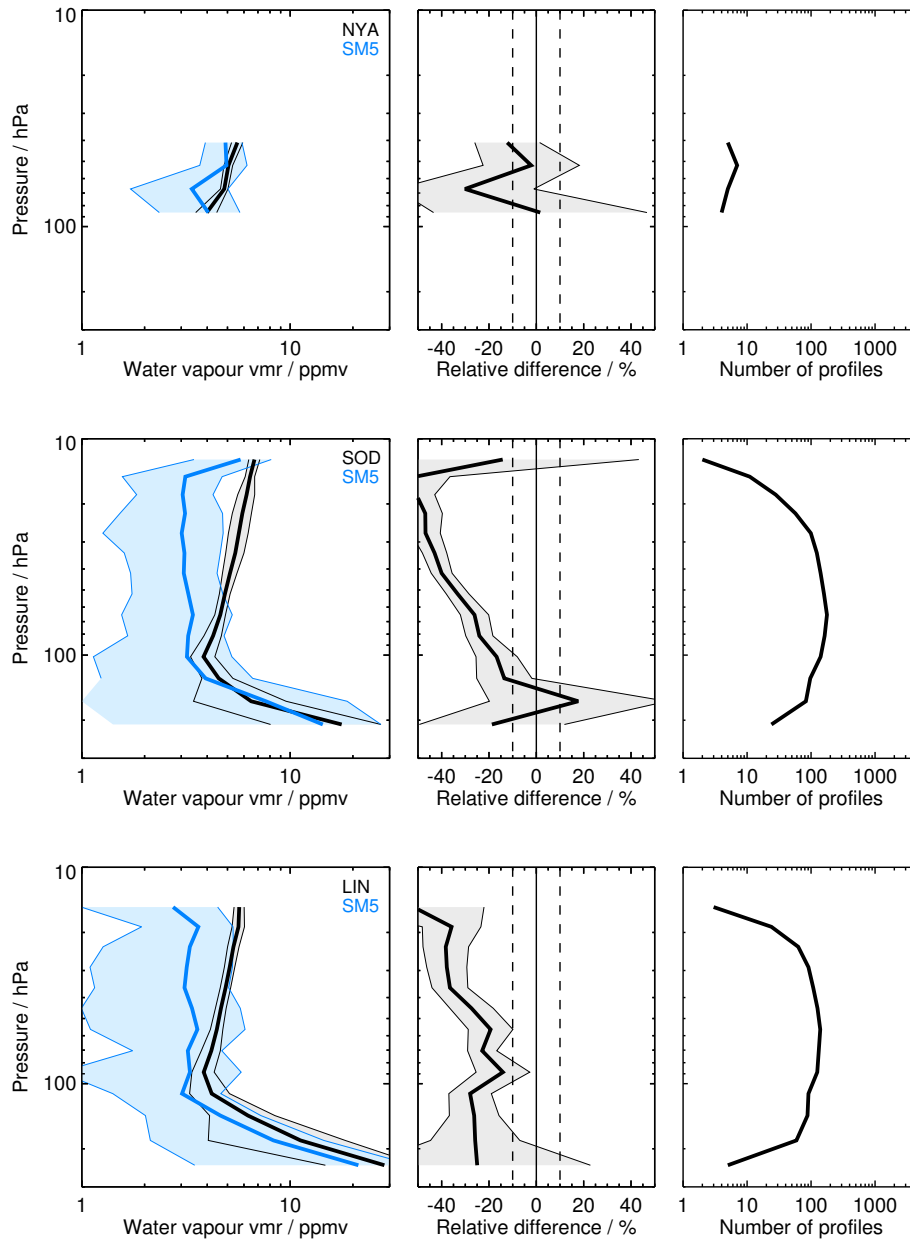 10
100
Pressure / hPa
NYA
SM5
1 10
Water vapour vmr / ppmv
-40 -20 0 20 40
Relative difference / %
1 10 100 1000
Number of profiles
10
100
Pressure / hPa
SOD
SM5
1 10
Water vapour vmr / ppmv
-40 -20 0 20 40
Relative difference / %
1 10 100 1000
Number of profiles
10
100
Pressure / hPa
LIN
SM5
1 10
Water vapour vmr / ppmv
-40 -20 0 20 40
Relative difference / %
1 10 100 1000
Number of profiles